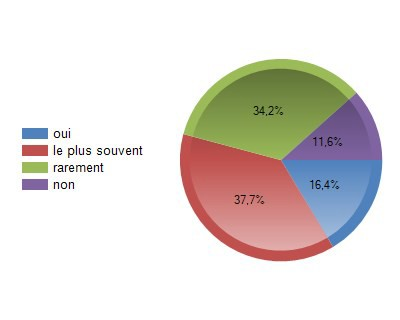 oui
le plus souvent
rarement
non
34,2%
11,6%
16,4%
37,7%